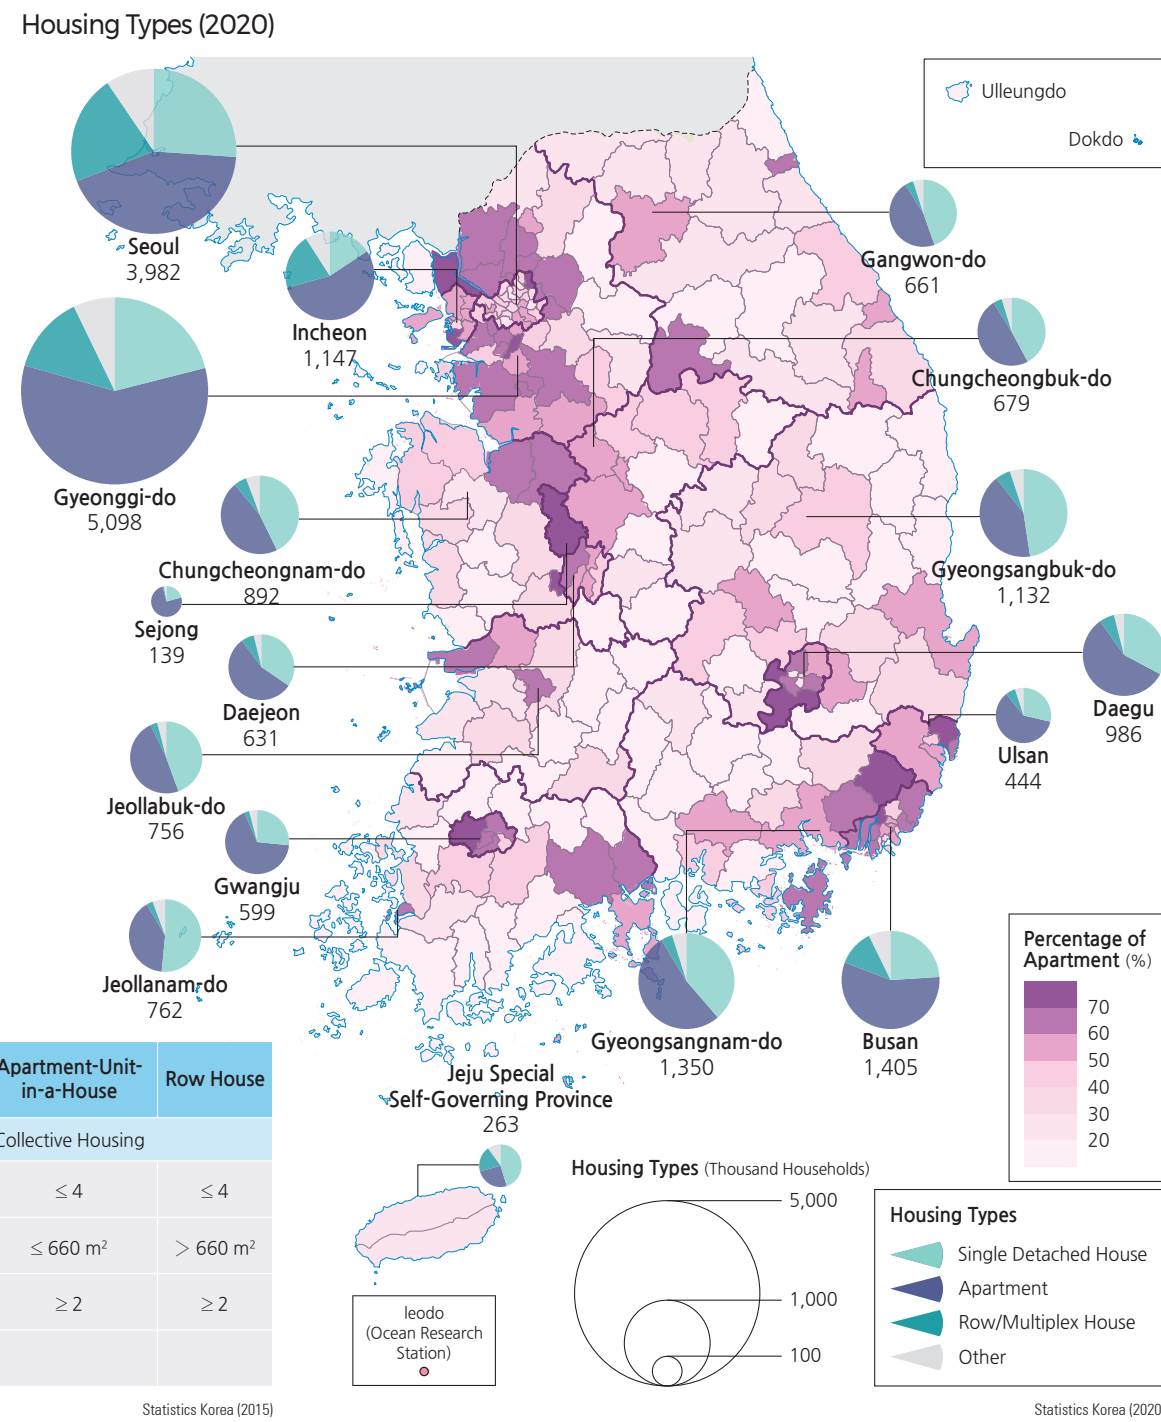 Housing Types (2020)
Ulleungdo
Dokdo
Seoul
3,982
Incheon
1,147
Gangwon-do
661
Chungcheongbuk-do
679
Gyeonggi-do
5,098
Chungcheongnam-do
892
Gyeongsangbuk-do
1,132
Sejong
139
Daejeon
631
Daegu
986
Ulsan
444
Jeollabuk-do
756
Gwangju
599
Jeollanam-do
762
Gyeongsangnam-do
1,350
Busan
1,405
Jeju Special
Self-Governing Province
263
Percentage of
Apartment (%)
70
60
50
40
30
20
Apartment-Unit-
in-a-House
Row House
Collective Housing
≤ 4
≤ 4
≤ 660 m²
> 660 m²
≥ 2
≥ 2
Statistics Korea (2015)
Ieodo
(Ocean Research
Station)
Housing Types (Thousand Households)
5,000
1,000
100
Housing Types
Single Detached House
Apartment
Row/Multiplex House
Other
Statistics Korea (2020